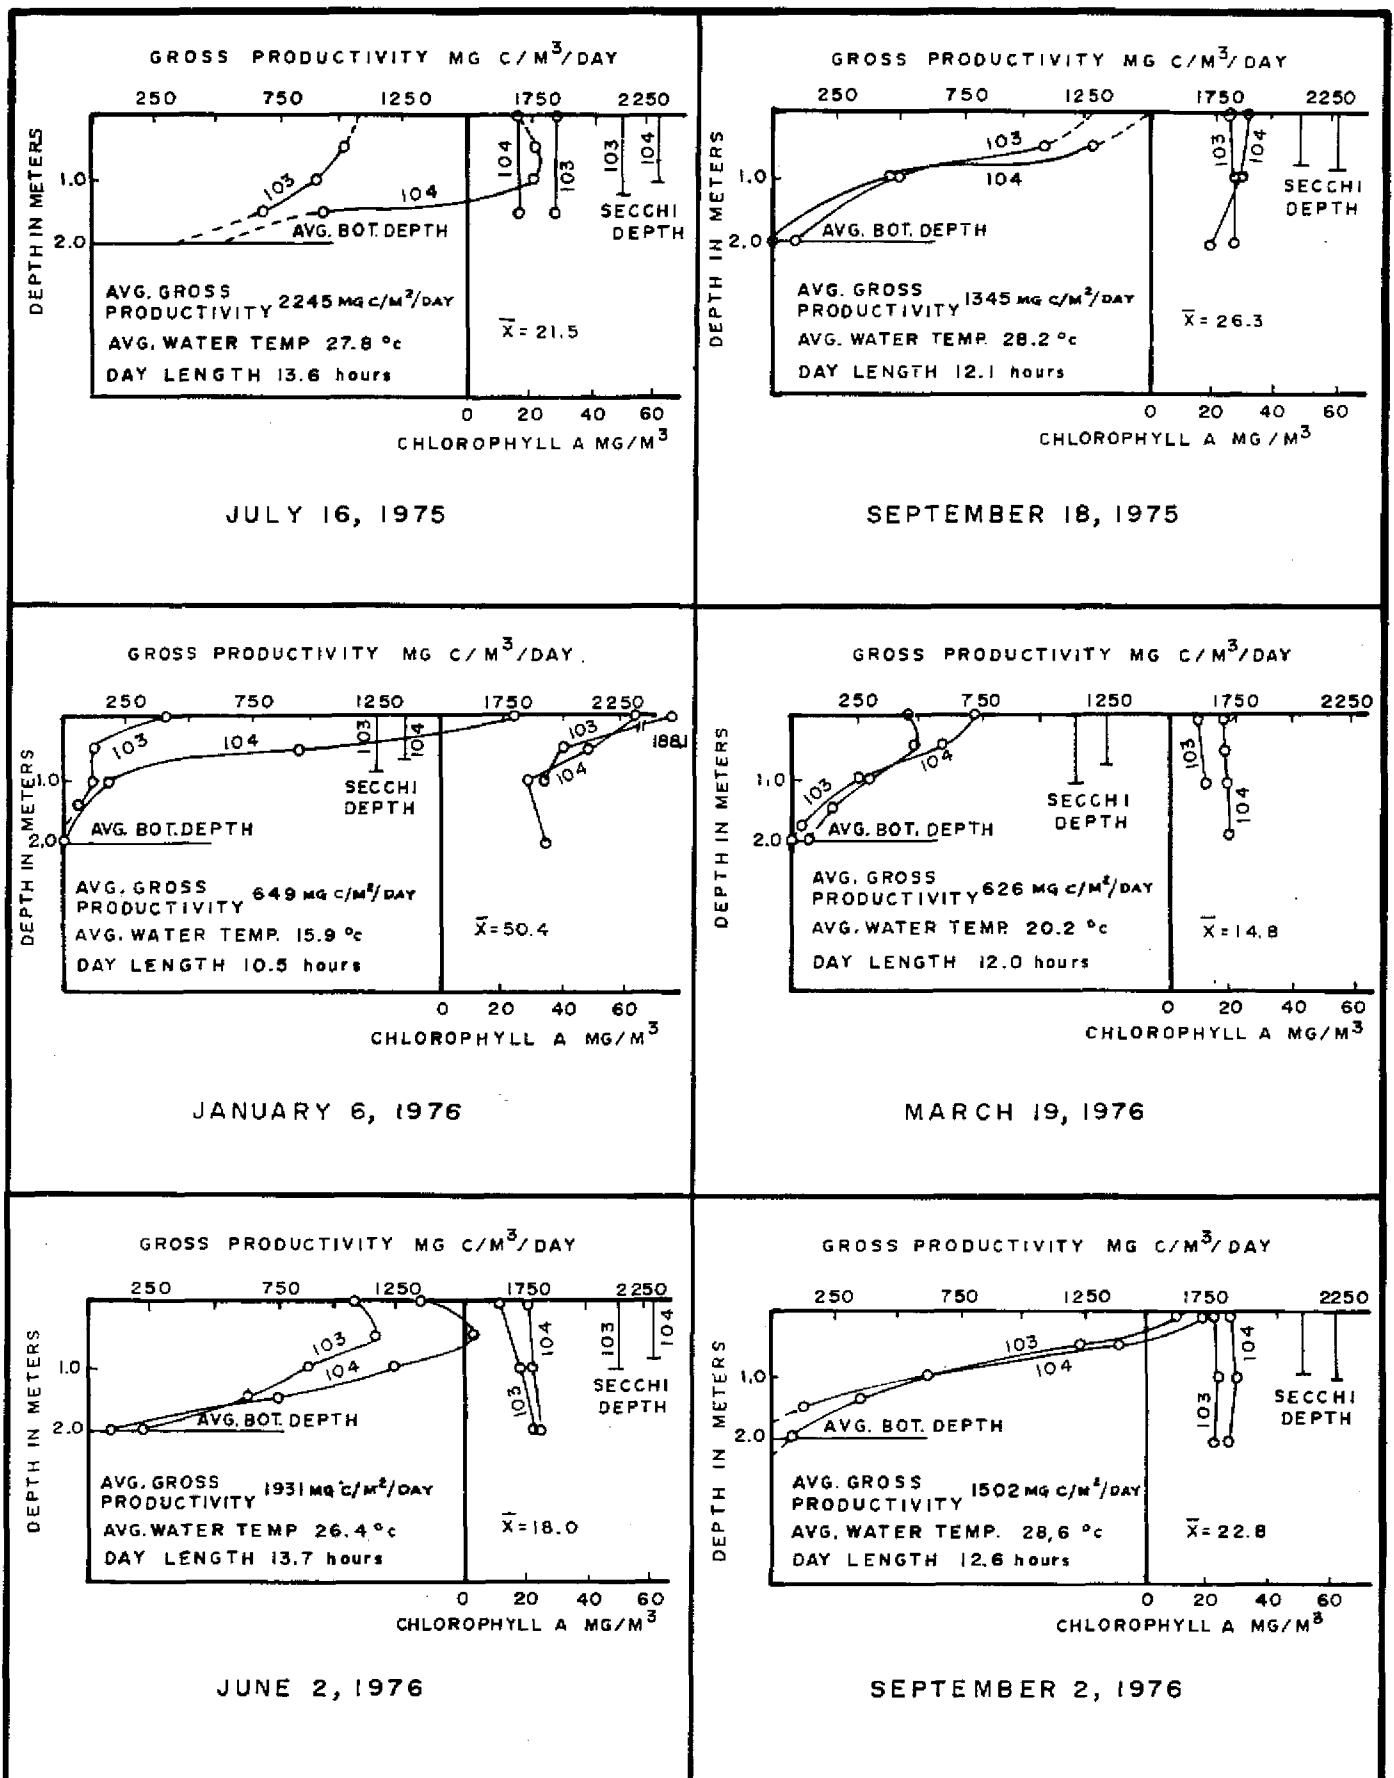 GROSS PRODUCTIVITY MG C/M³/DAY
250 750 1250 1750 2250
DEPTH IN METERS
1.0
2.0
103
104
104
103
103
104
SECCHI
DEPTH
AVG. BOT. DEPTH
AVG. GROSS
PRODUCTIVITY 2245 MG C/M²/DAY
AVG. WATER TEMP 27.8 °c
DAY LENGTH 13.6 hours
X̅ = 21.5
0 20 40 60
CHLOROPHYLL A MG/M³
JULY 16, 1975
GROSS PRODUCTIVITY MG C/M³/DAY
250 750 1250 1750 2250
DEPTH IN METERS
1.0
2.0
103
104
103
104
SECCHI
DEPTH
AVG. BOT. DEPTH
AVG. GROSS
PRODUCTIVITY 1345 MG C/M²/DAY
AVG. WATER TEMP. 28.2 °c
DAY LENGTH 12.1 hours
X̅ = 26.3
0 20 40 60
CHLOROPHYLL A MG/M³
SEPTEMBER 18, 1975
GROSS PRODUCTIVITY MG C/M³/DAY.
250 750 1250 1750 2250
DEPTH IN METERS
1.0
2.0
103
104
103
104
SECCHI
DEPTH
103
104
188.1
AVG. BOT. DEPTH
AVG. GROSS
PRODUCTIVITY 649 MG C/M²/DAY
AVG. WATER TEMP. 15.9 °c
DAY LENGTH 10.5 hours
X̅ = 50.4
0 20 40 60
CHLOROPHYLL A MG/M³
JANUARY 6, 1976
GROSS PRODUCTIVITY MG C/M³/DAY
250 750 1250 1750 2250
DEPTH IN METERS
1.0
2.0
103
104
SECCHI
DEPTH
103
104
AVG. BOT. DEPTH
AVG. GROSS
PRODUCTIVITY 626 MG C/M²/DAY
AVG. WATER TEMP. 20.2 °c
DAY LENGTH 12.0 hours
X̅ = 14.8
0 20 40 60
CHLOROPHYLL A MG/M³
MARCH 19, 1976
GROSS PRODUCTIVITY MG C/M³/DAY
250 750 1250 1750 2250
DEPTH IN METERS
1.0
2.0
103
104
103
104
103
104
SECCHI
DEPTH
AVG. BOT. DEPTH
AVG. GROSS
PRODUCTIVITY 1931 MG C/M²/DAY
AVG. WATER TEMP 26.4 °c
DAY LENGTH 13.7 hours
X̅ = 18.0
0 20 40 60
CHLOROPHYLL A MG/M³
JUNE 2, 1976
GROSS PRODUCTIVITY MG C/M³/DAY
250 750 1250 1750 2250
DEPTH IN METERS
1.0
2.0
103
104
103
104
SECCHI
DEPTH
AVG. BOT. DEPTH
AVG. GROSS
PRODUCTIVITY 1502 MG C/M²/DAY
AVG. WATER TEMP. 28,6 °c
DAY LENGTH 12.6 hours
X̅ = 22.8
0 20 40 60
CHLOROPHYLL A MG/M³
SEPTEMBER 2, 1976